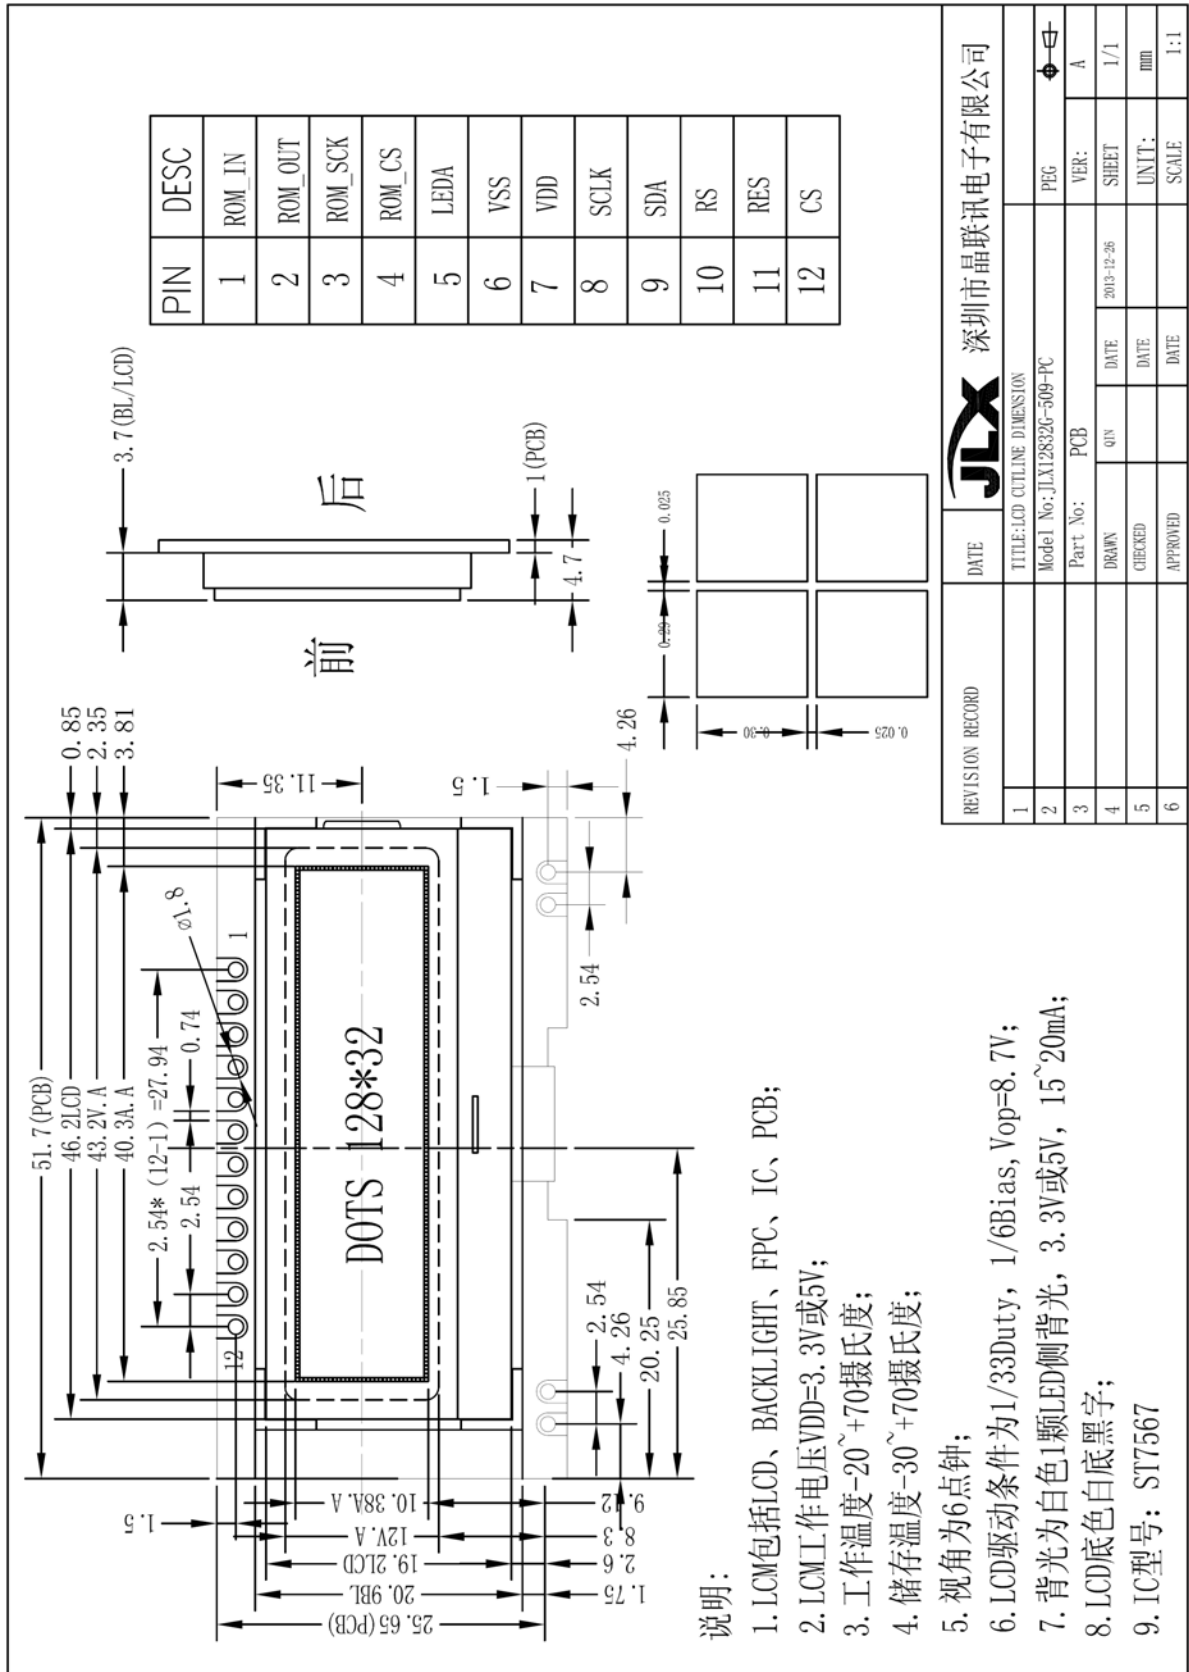 51.7(PCB)
46.2LCD
43.2V.A
40.3A.A
2.54*(12-1)=27.94
2.54
0.74
ø1.8
0.85
2.35
3.81
12
1
11.35
1.5
1.5
25.65(PCB)
20.9BL
19.2LCD
12V.A
10.38A.A
1.75
2.6
8.3
9.12
DOTS 128*32
2.54
4.26
20.25
25.85
2.54
4.26
3.7(BL/LCD)
前
后
1(PCB)
4.7
0.29
0.025
0.30
0.025
PIN DESC
1 ROM_IN
2 ROM_OUT
3 ROM_SCK
4 ROM_CS
5 LEDA
6 VSS
7 VDD
8 SCLK
9 SDA
10 RS
11 RES
12 CS
说明:
1.LCM包括LCD、BACKLIGHT、FPC、IC、PCB;
2.LCM工作电压VDD=3.3V或5V;
3.工作温度-20~+70摄氏度;
4.储存温度-30~+70摄氏度;
5.视角为6点钟;
6.LCD驱动条件为1/33Duty, 1/6Bias,Vop=8.7V;
7.背光为白色1颗LED侧背光, 3.3V或5V, 15~20mA;
8.LCD底色白底黑字;
9.IC型号: ST7567
REVISION RECORD DATE JLX 深圳市晶联讯电子有限公司
1 TITLE:LCD CUTLINE DIMENSION
2 Model No:JLX12832G-509-PC PEG
3 Part No: PCB VER: A
4 DRAWN QIN DATE 2013-12-26 SHEET 1/1
5 CHECKED DATE UNIT: mm
6 APPROVED DATE SCALE 1:1